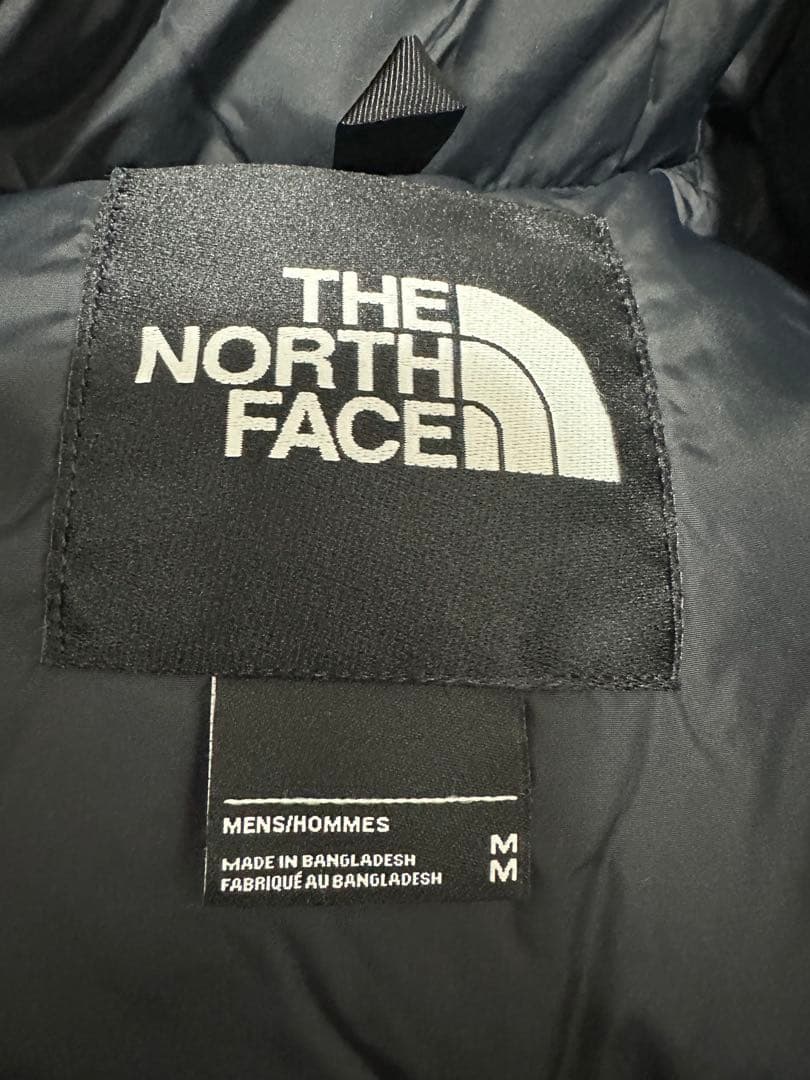 THE
NORTH
FACE
MENS/HOMMES
M
MADE IN BANGLADESH
FABRIQUÉ AU BANGLADESH
M